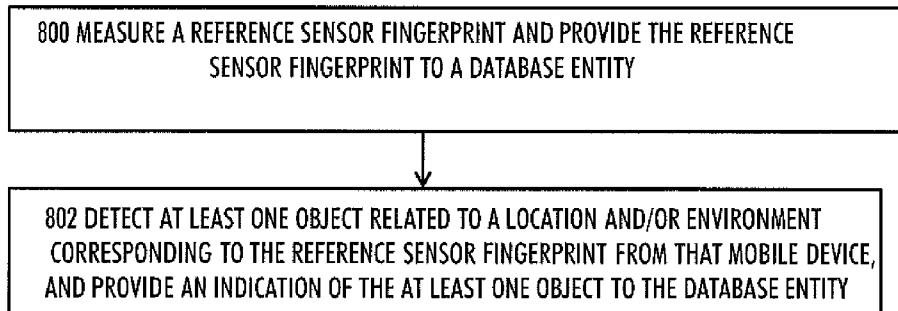 800 MEASURE A REFERENCE SENSOR FINGERPRINT AND PROVIDE THE REFERENCE
SENSOR FINGERPRINT TO A DATABASE ENTITY
802 DETECT AT LEAST ONE OBJECT RELATED TO A LOCATION AND/OR ENVIRONMENT
CORRESPONDING TO THE REFERENCE SENSOR FINGERPRINT FROM THAT MOBILE DEVICE,
AND PROVIDE AN INDICATION OF THE AT LEAST ONE OBJECT TO THE DATABASE ENTITY